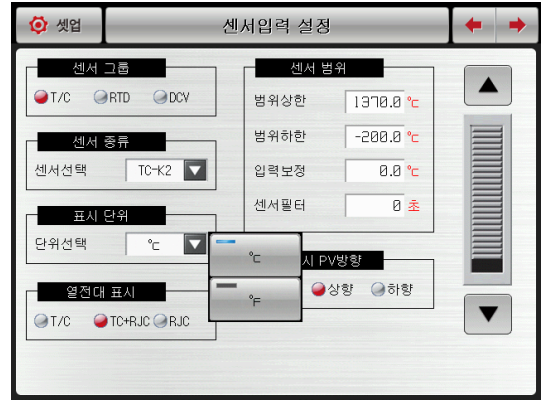 셋업
센서입력 설정
센서 그룹
T/C RTD DCV
센서 종류
센서선택 TC-K2
표시 단위
단위선택 ℃
℃
℉
열전대 표시
T/C TC+RJC RJC
센서 범위
범위상한 1370.0 ℃
범위하한 -200.0 ℃
입력보정 0.0 ℃
센서필터 0 초
시 PV방향
상향 하향